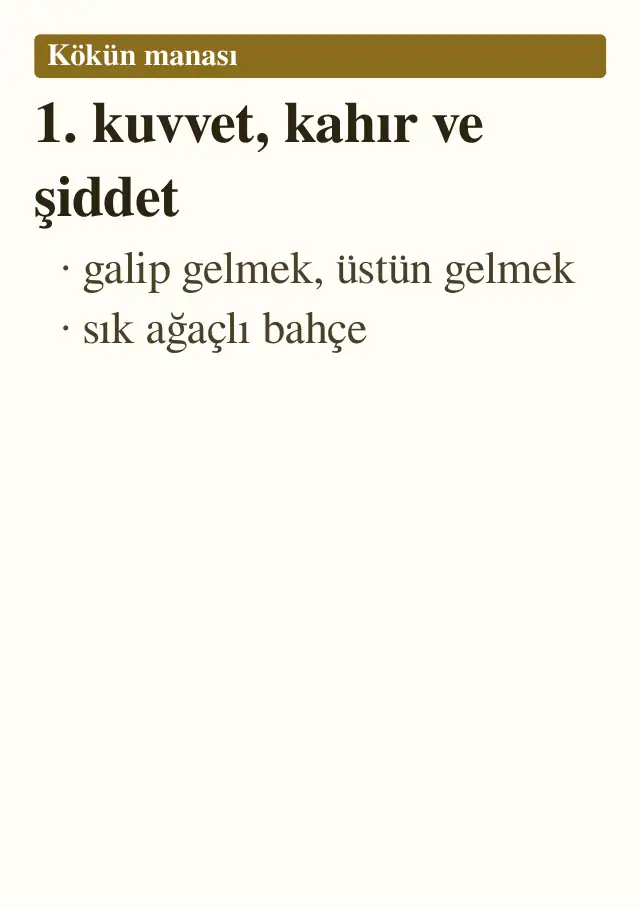 Kökün manası
1. kuvvet, kahır ve
şiddet
· galip gelmek, üstün gelmek
· sık ağaçlı bahçe